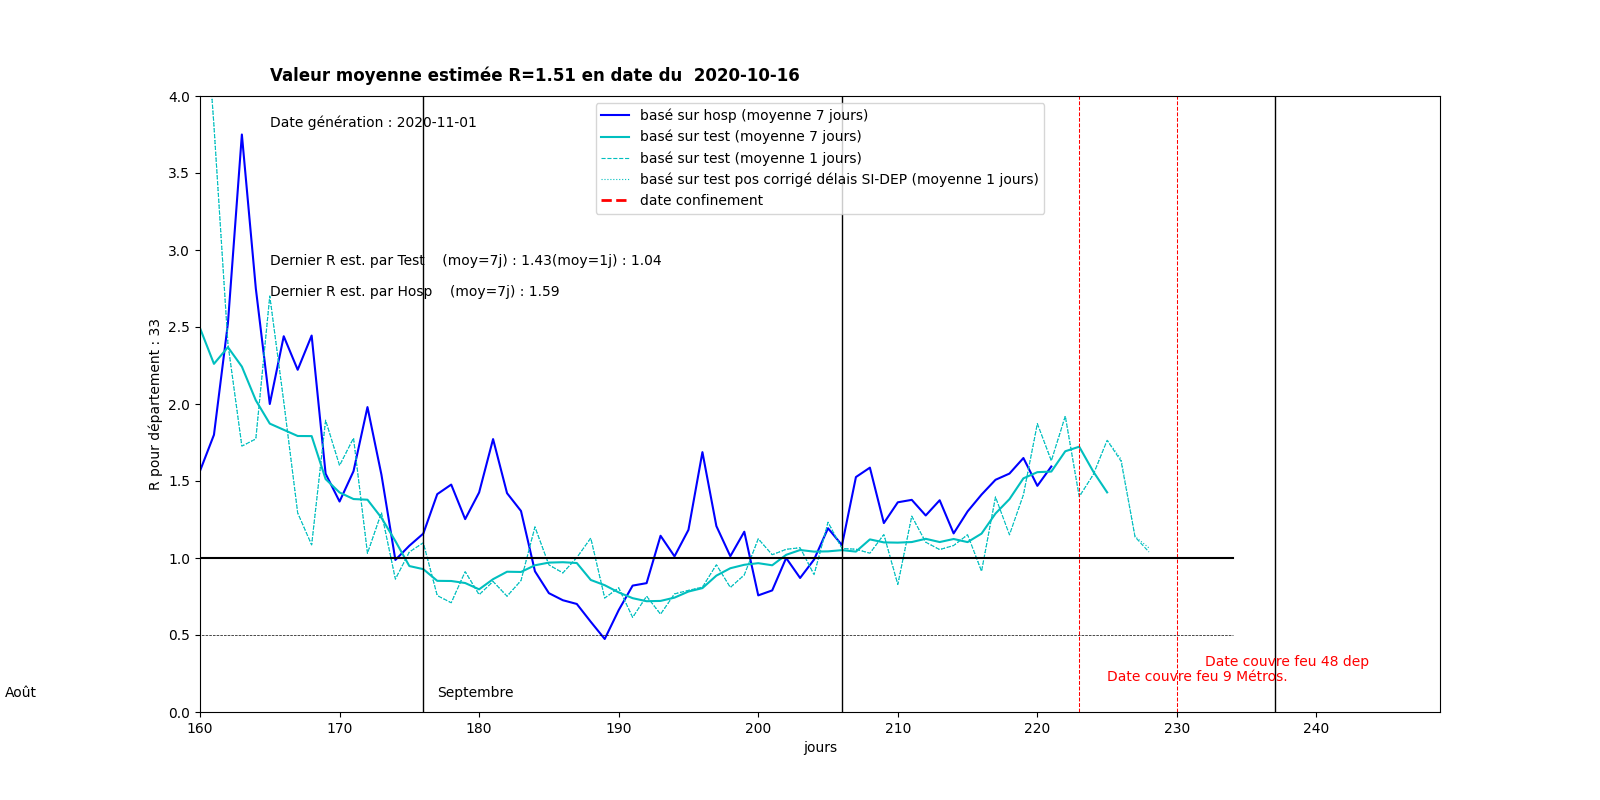 Valeur moyenne estimée R=1.51 en date du  2020-10-16
Date génération : 2020-11-01
basé sur hosp (moyenne 7 jours)
basé sur test (moyenne 7 jours)
basé sur test (moyenne 1 jours)
basé sur test pos corrigé délais SI-DEP (moyenne 1 jours)
date confinement
Dernier R est. par Test    (moy=7j) : 1.43(moy=1j) : 1.04
Dernier R est. par Hosp    (moy=7j) : 1.59
R pour département : 33
4.0
3.5
3.0
2.5
2.0
1.5
1.0
0.5
0.0
Date couvre feu 48 dep
Date couvre feu 9 Métros.
Août
Septembre
160 170 180 190 200 210 220 230 240
jours